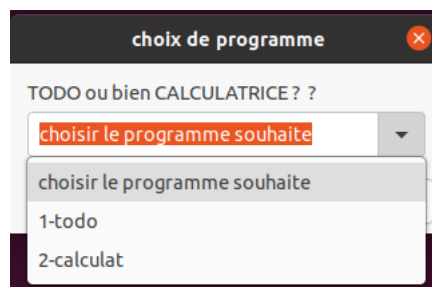 choix de programme
TODO ou bien CALCULATRICE ? ?
choisir le programme souhaite
choisir le programme souhaite
1-todo
2-calculat